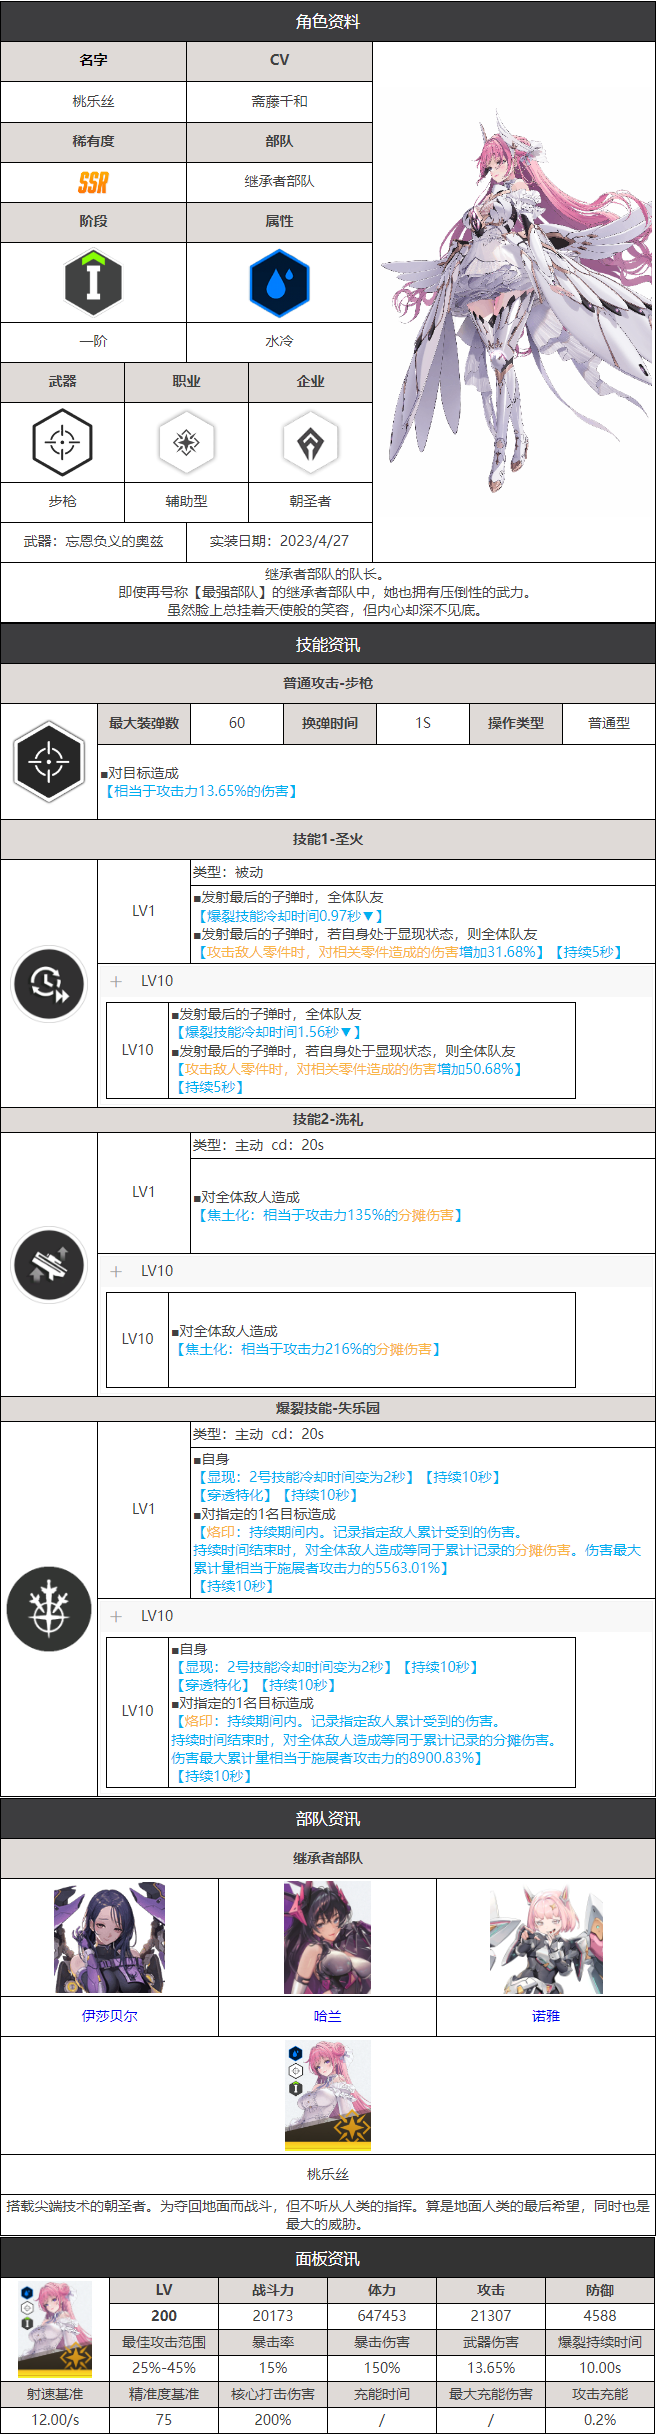 角色资料
名字
CV
桃乐丝
斋藤千和
稀有度
部队
SSR
继承者部队
阶段
属性
I
一阶
水冷
武器
职业
企业
步枪
辅助型
朝圣者
武器：忘恩负义的奥兹
实装日期：2023/4/27
继承者部队的队长。
即使再号称【最强部队】的继承者部队中，她也拥有压倒性的武力。
虽然脸上总挂着天使般的笑容，但内心却深不见底。
技能资讯
普通攻击-步枪
最大装弹数
60
换弹时间
1S
操作类型
普通型
■对目标造成
【相当于攻击力13.65%的伤害】
技能1-圣火
LV1
类型：被动
■发射最后的子弹时，全体队友
【爆裂技能冷却时间0.97秒▼】
■发射最后的子弹时，若自身处于显现状态，则全体队友
【攻击敌人零件时，对相关零件造成的伤害增加31.68%】【持续5秒】
+ LV10
LV10
■发射最后的子弹时，全体队友
【爆裂技能冷却时间1.56秒▼】
■发射最后的子弹时，若自身处于显现状态，则全体队友
【攻击敌人零件时，对相关零件造成的伤害增加50.68%】
【持续5秒】
技能2-洗礼
LV1
类型：主动 cd：20s
■对全体敌人造成
【焦土化：相当于攻击力135%的分摊伤害】
+ LV10
LV10
■对全体敌人造成
【焦土化：相当于攻击力216%的分摊伤害】
爆裂技能-失乐园
LV1
类型：主动 cd：20s
■自身
【显现：2号技能冷却时间变为2秒】【持续10秒】
【穿透特化】【持续10秒】
■对指定的1名目标造成
【烙印：持续期间内。记录指定敌人累计受到的伤害。
持续时间结束时，对全体敌人造成等同于累计记录的分摊伤害。伤害最大
累计量相当于施展者攻击力的5563.01%】
【持续10秒】
+ LV10
LV10
■自身
【显现：2号技能冷却时间变为2秒】【持续10秒】
【穿透特化】【持续10秒】
■对指定的1名目标造成
【烙印：持续期间内。记录指定敌人累计受到的伤害。
持续时间结束时，对全体敌人造成等同于累计记录的分摊伤害。
伤害最大累计量相当于施展者攻击力的8900.83%】
【持续10秒】
部队资讯
继承者部队
伊莎贝尔
哈兰
诺雅
I
桃乐丝
搭载尖端技术的朝圣者。为夺回地面而战斗，但不听从人类的指挥。算是地面人类的最后希望，同时也是
最大的威胁。
面板资讯
I
LV
战斗力
体力
攻击
防御
200
20173
647453
21307
4588
最佳攻击范围
暴击率
暴击伤害
武器伤害
爆裂持续时间
25%-45%
15%
150%
13.65%
10.00s
射速基准
精准度基准
核心打击伤害
充能时间
最大充能伤害
攻击充能
12.00/s
75
200%
/
/
0.2%